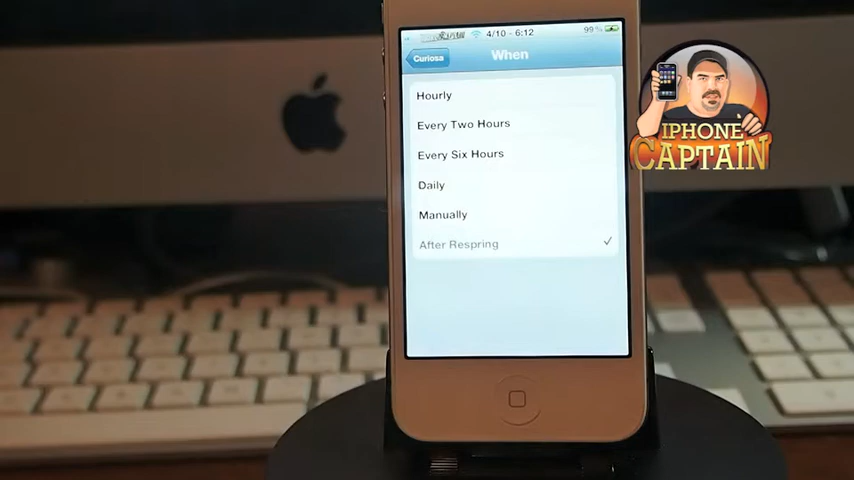 4/10 - 6:12
99%
Curiosa
When
Hourly
Every Two Hours
Every Six Hours
Daily
Manually
After Respring
IPHONE
CAPTAIN